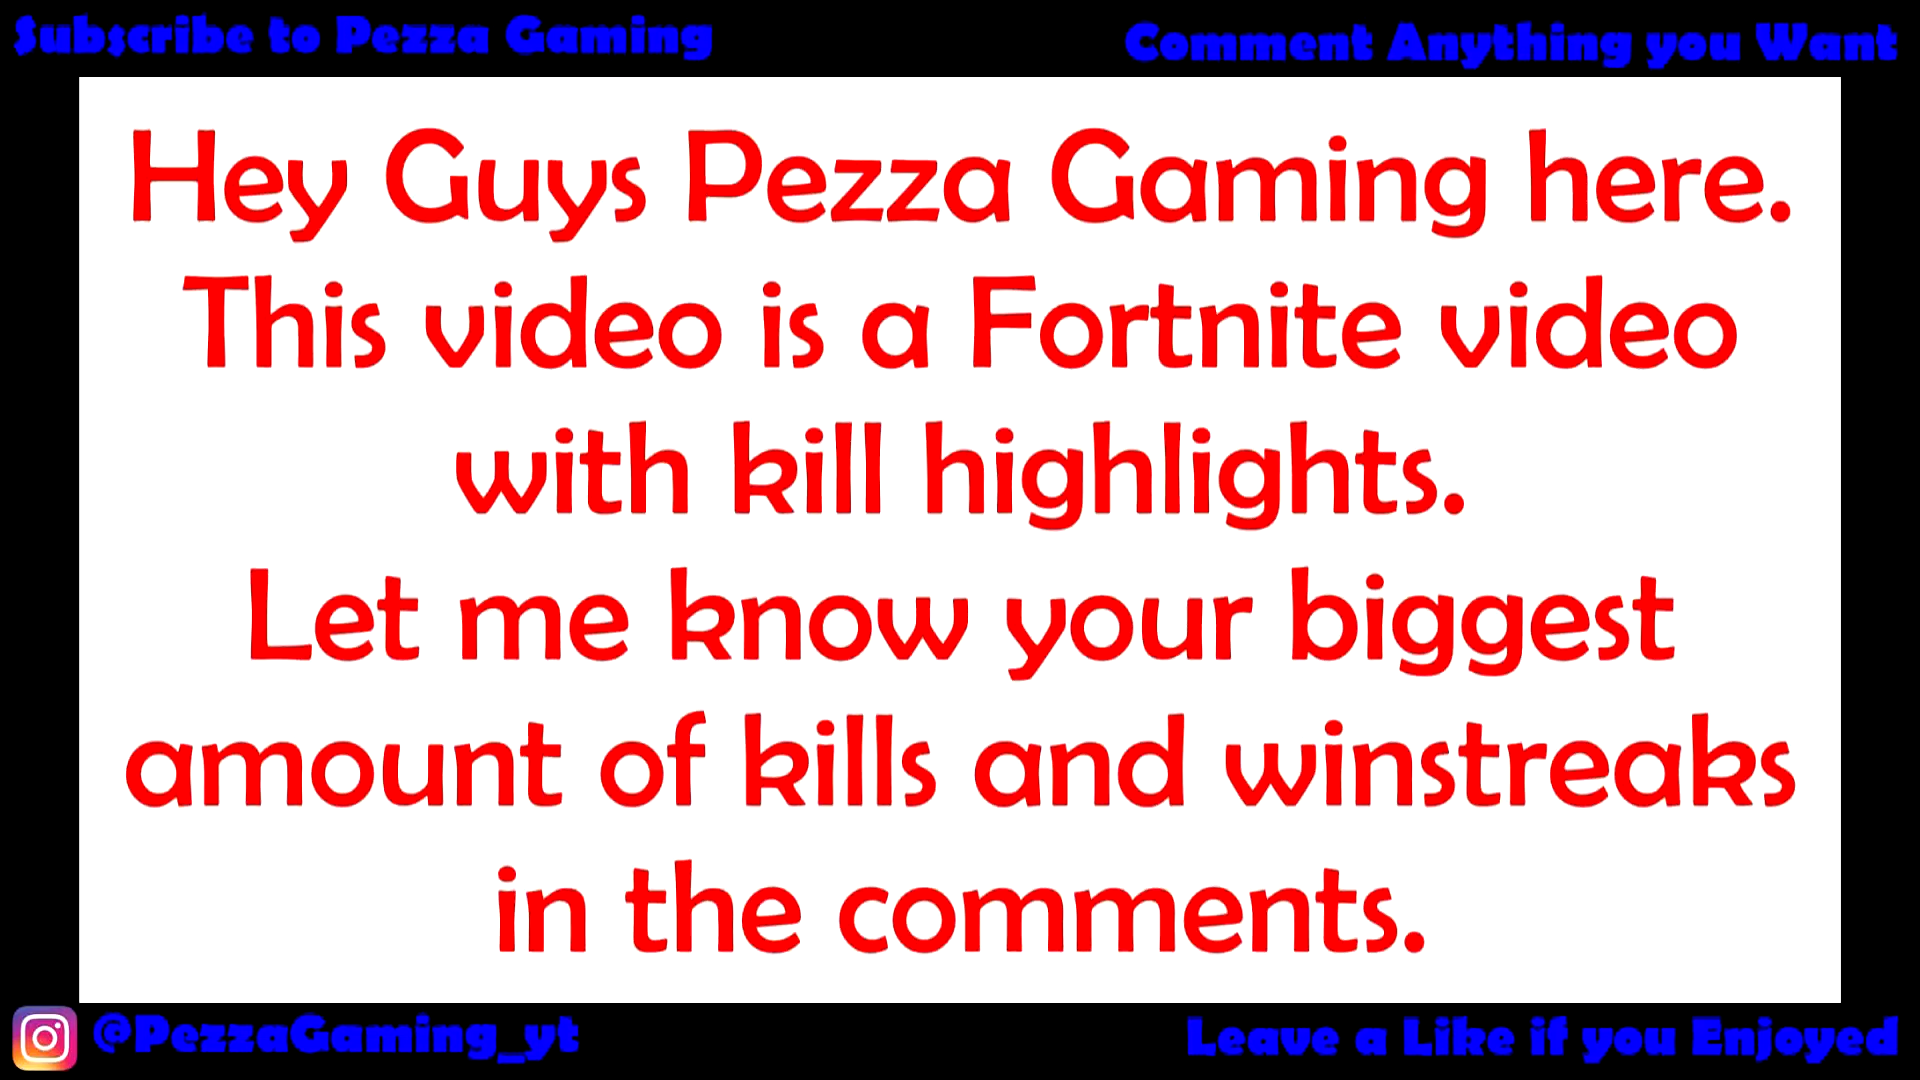 Subscribe to Pezza Gaming
Comment Anything you Want
Hey Guys Pezza Gaming here.
This video is a Fortnite video
with kill highlights.
Let me know your biggest
amount of kills and winstreaks
in the comments.
@PezzaGaming_yt
Leave a Like if you Enjoyed